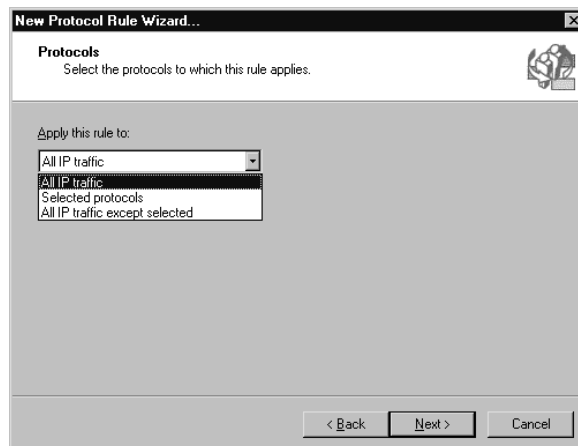 New Protocol Rule Wizard...
Protocols
Select the protocols to which this rule applies.
Apply this rule to:
All IP traffic
All IP traffic
Selected protocols
All IP traffic except selected
< Back
Next >
Cancel